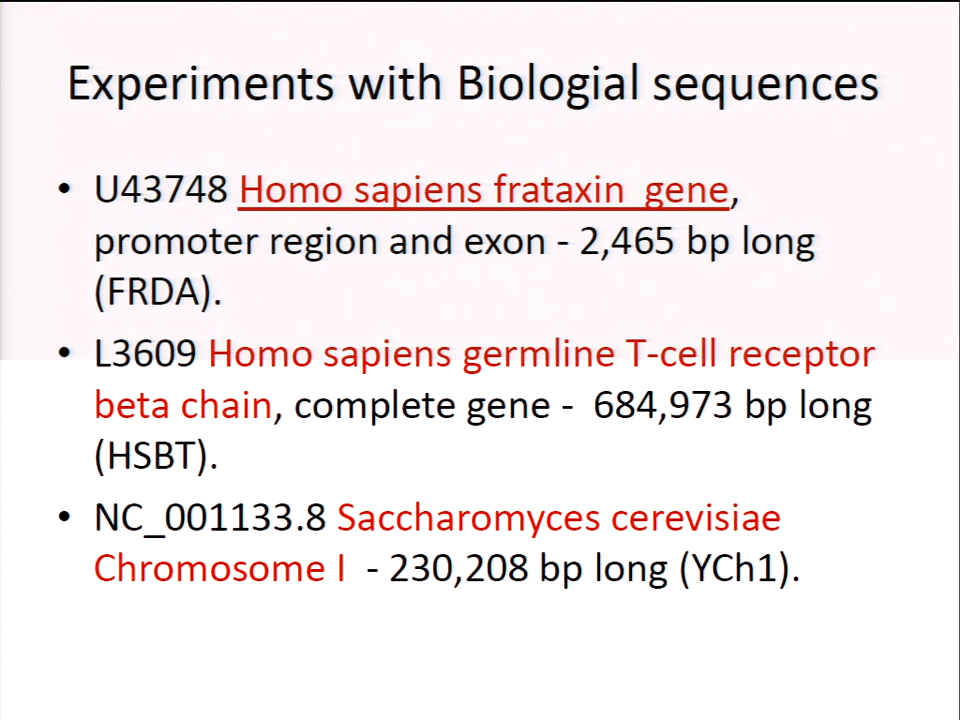 Experiments with Biologial sequences
• U43748 Homo sapiens frataxin gene,
promoter region and exon - 2,465 bp long
(FRDA).
• L3609 Homo sapiens germline T-cell receptor
beta chain, complete gene - 684,973 bp long
(HSBT).
• NC_001133.8 Saccharomyces cerevisiae
Chromosome I - 230,208 bp long (YCh1).